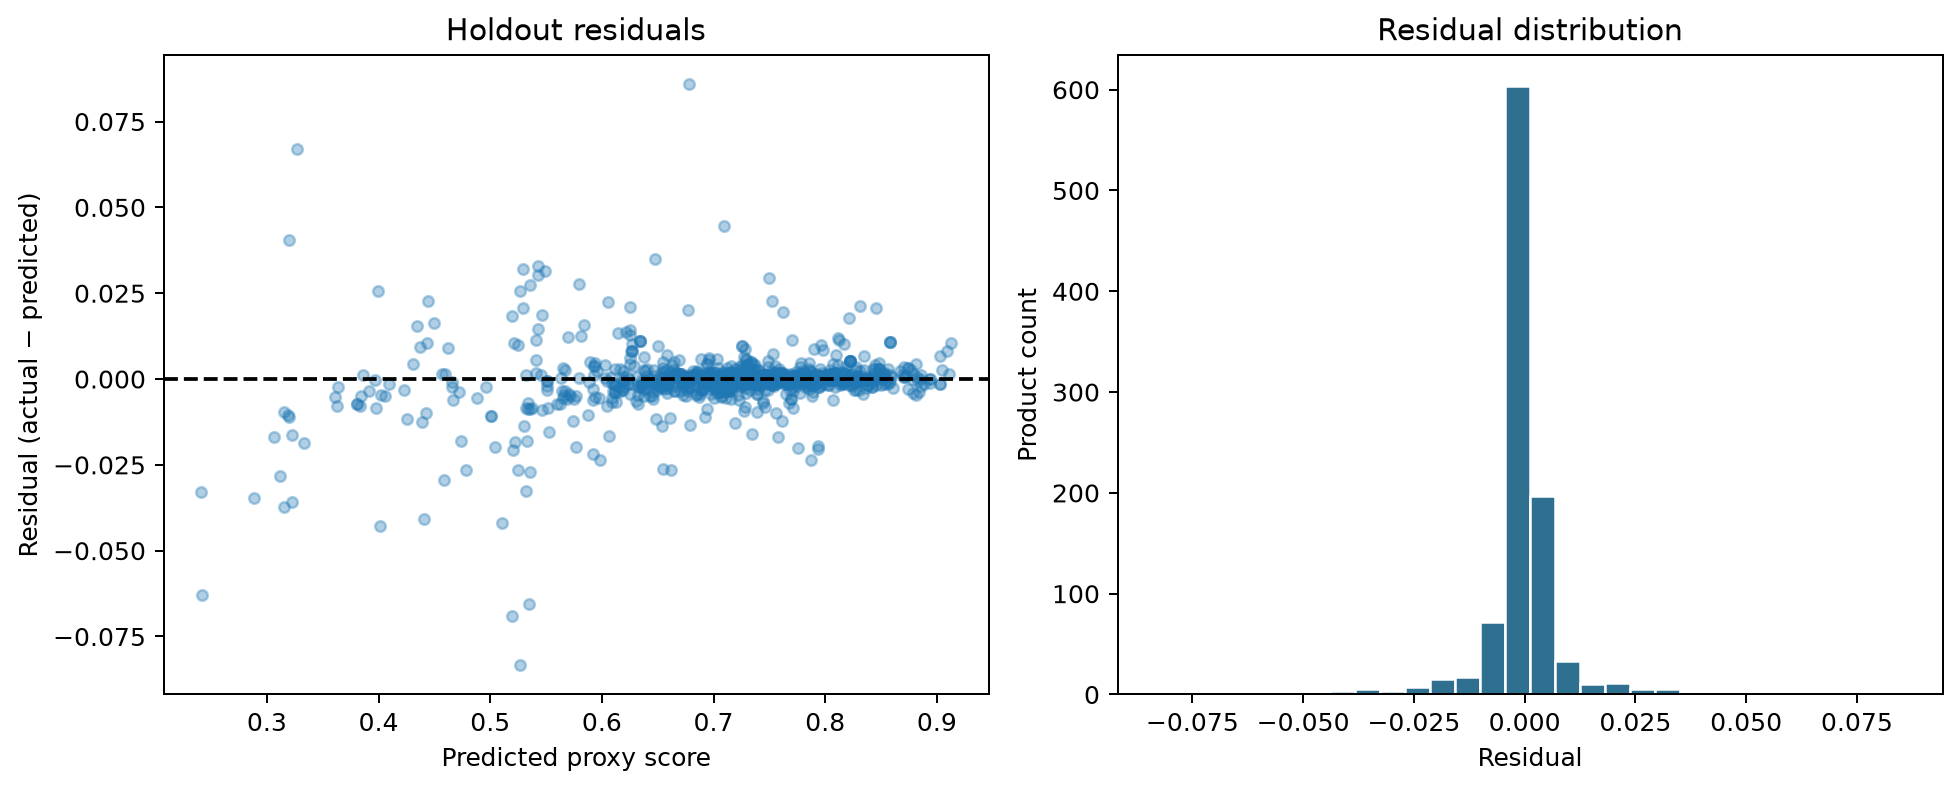 Holdout residuals
0.075
0.050
0.025
0.000
−0.025
−0.050
−0.075
Residual (actual − predicted)
0.3 0.4 0.5 0.6 0.7 0.8 0.9
Predicted proxy score
Residual distribution
600
500
400
300
200
100
0
Product count
−0.075 −0.050 −0.025 0.000 0.025 0.050 0.075
Residual